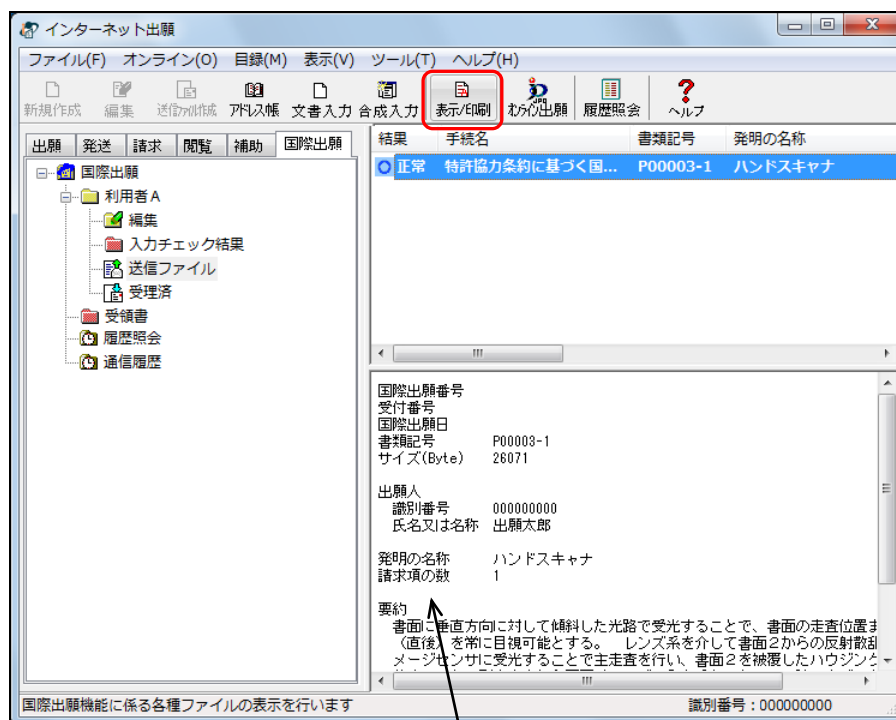 インターネット出願
ファイル(F) オンライン(O) 目録(M) 表示(V) ツール(T) ヘルプ(H)
新規作成 編集 送信ファイル作成 アドレス帳 文書入力 合成入力 表示/印刷 オンライン出願 履歴照会 ヘルプ
出願 発送 請求 閲覧 補助 国際出願
結果 手続名 書類記号 発明の名称
正常 特許協力条約に基づく国... P00003-1 ハンドスキャナ
国際出願
利用者A
編集
入力チェック結果
送信ファイル
受理済
受領書
履歴照会
通信履歴
国際出願番号
受付番号
国際出願日
書類記号 P00003-1
サイズ(Byte) 26071
出願人
識別番号 000000000
氏名又は名称 出願太郎
発明の名称 ハンドスキャナ
請求項の数 1
要約
書面に垂直方向に対して傾斜した光路で受光することで、書面の走査位置ま
(直後)を常に目視可能とする。 レンズ系を介して書面2からの反射散乱
メージセンサに受光することで主走査を行い、書面2を被覆したハウジング
国際出願機能に係る各種ファイルの表示を行います 識別番号:000000000